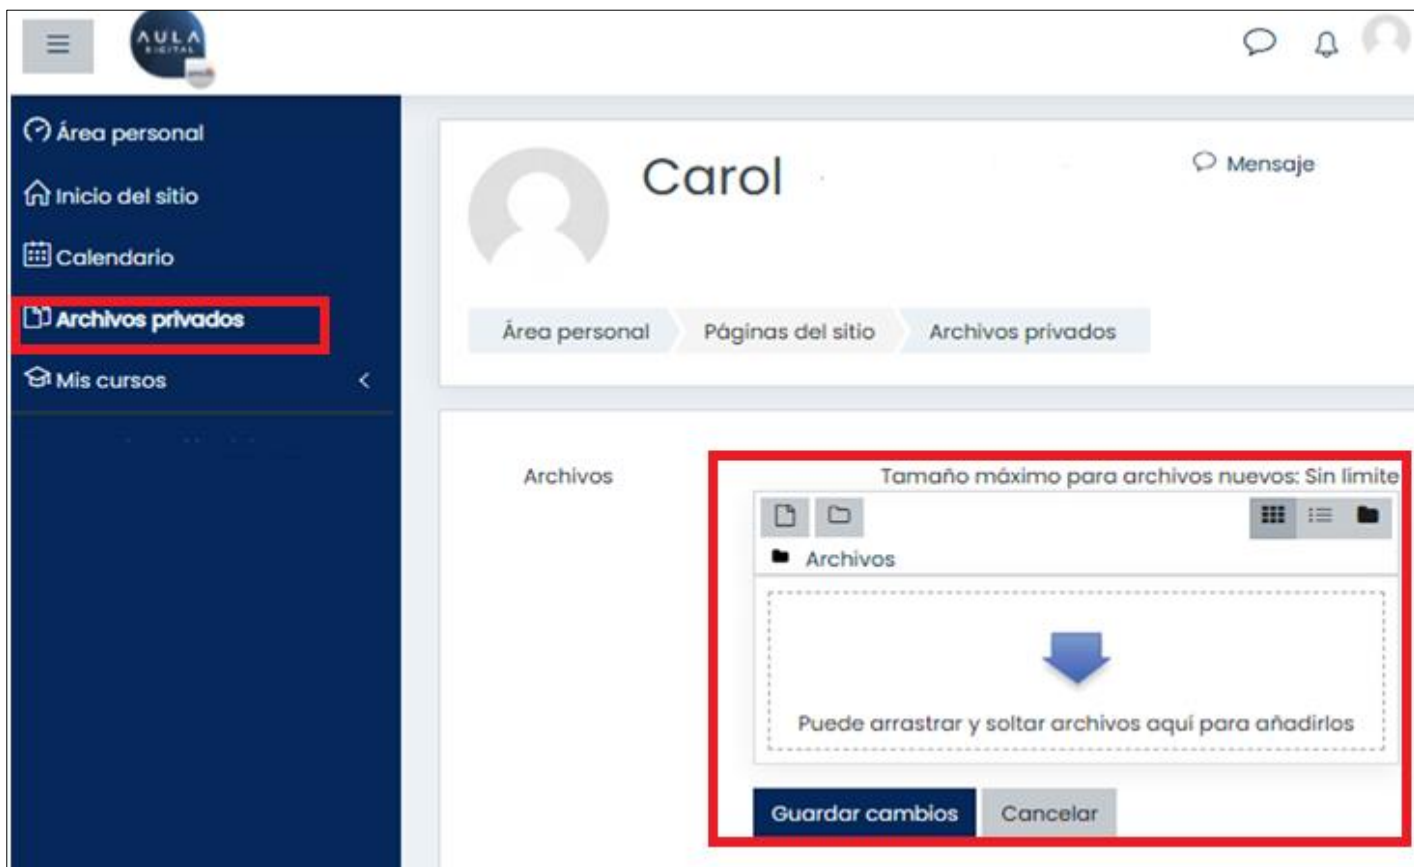 AULA
DIGITAL
Área personal
Inicio del sitio
Calendario
Archivos privados
Mis cursos
Carol
Mensaje
Área personal Páginas del sitio Archivos privados
Archivos
Tamaño máximo para archivos nuevos: Sin límite
Archivos
Puede arrastrar y soltar archivos aquí para añadirlos
Guardar cambios Cancelar